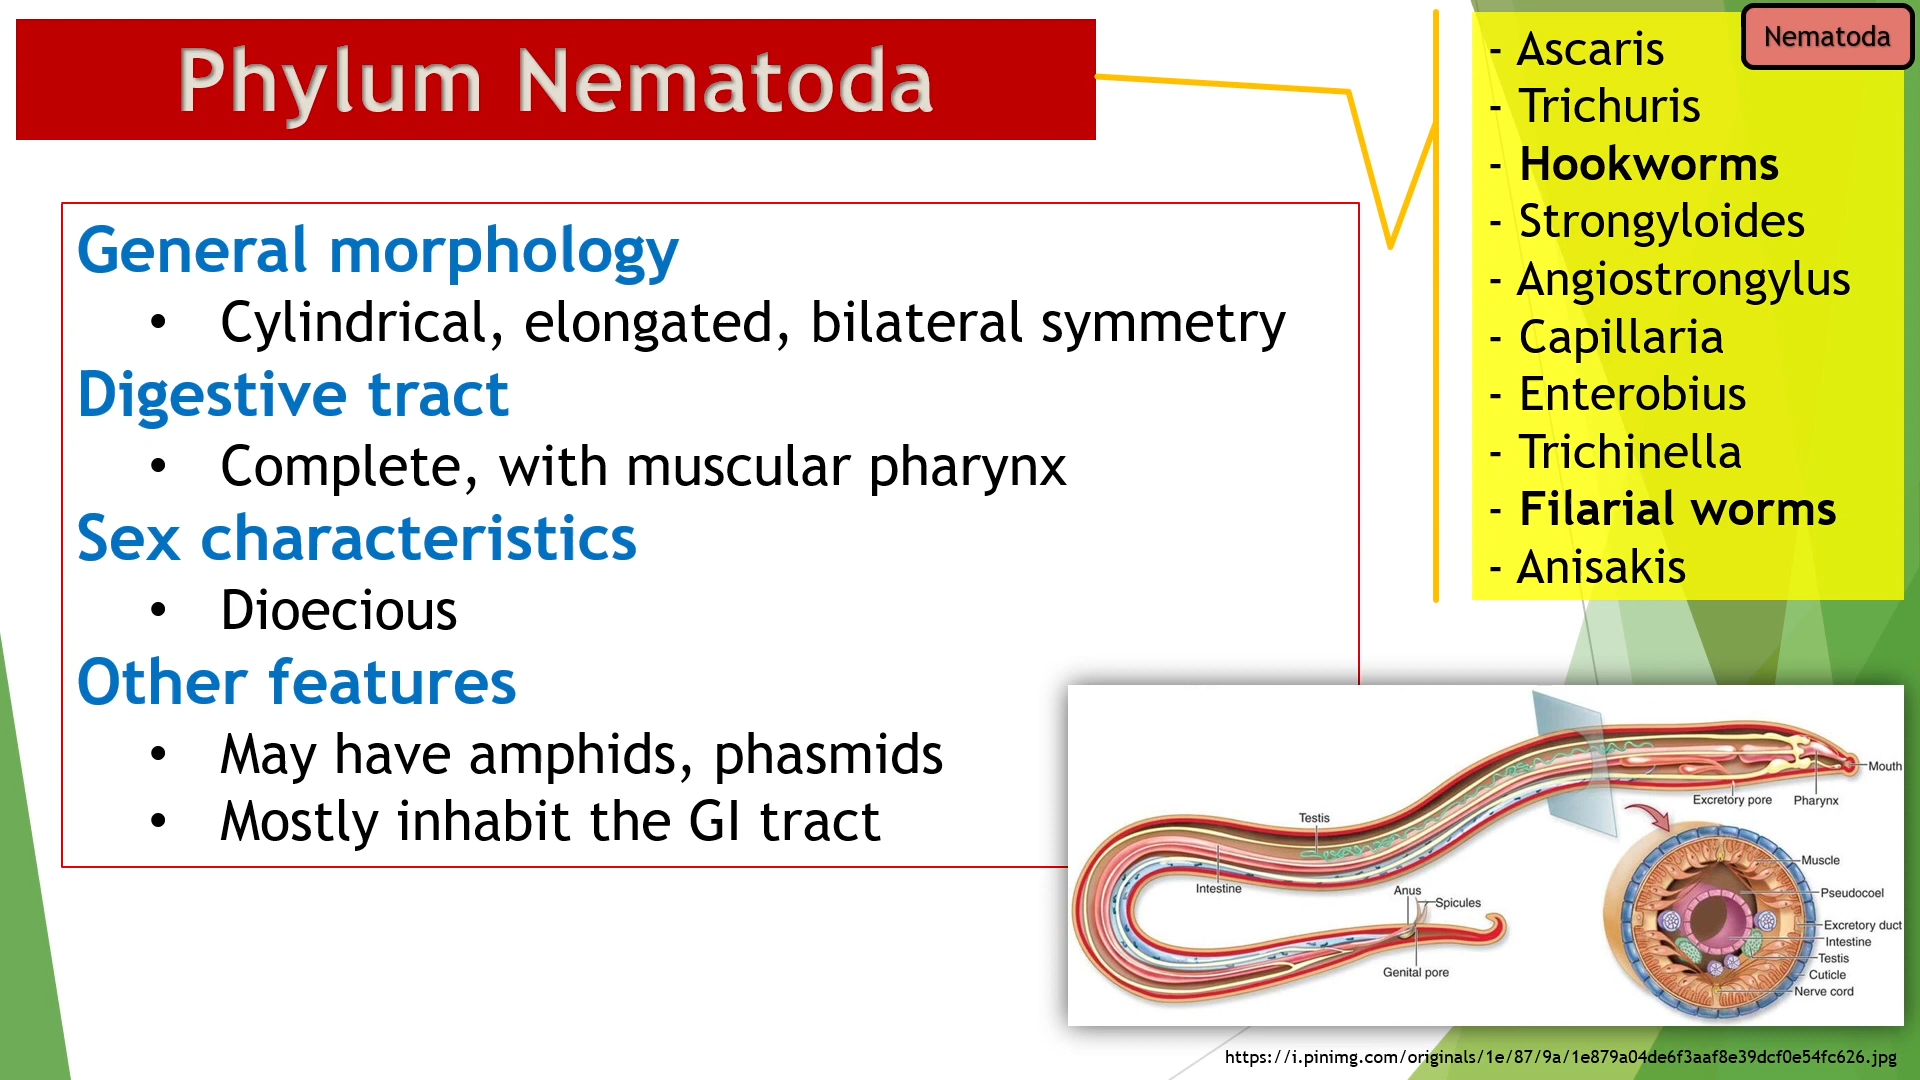 Phylum Nematoda
Nematoda
- Ascaris
- Trichuris
- Hookworms
- Strongyloides
- Angiostrongylus
- Capillaria
- Enterobius
- Trichinella
- Filarial worms
- Anisakis
General morphology
• Cylindrical, elongated, bilateral symmetry
Digestive tract
• Complete, with muscular pharynx
Sex characteristics
• Dioecious
Other features
• May have amphids, phasmids
• Mostly inhabit the GI tract
Mouth
Excretory pore
Pharynx
Testis
Intestine
Anus
Spicules
Genital pore
Muscle
Pseudocoel
Excretory duct
Intestine
Testis
Cuticle
Nerve cord
https://i.pinimg.com/originals/1e/87/9a/1e879a04de6f3aaf8e39dcf0e54fc626.jpg